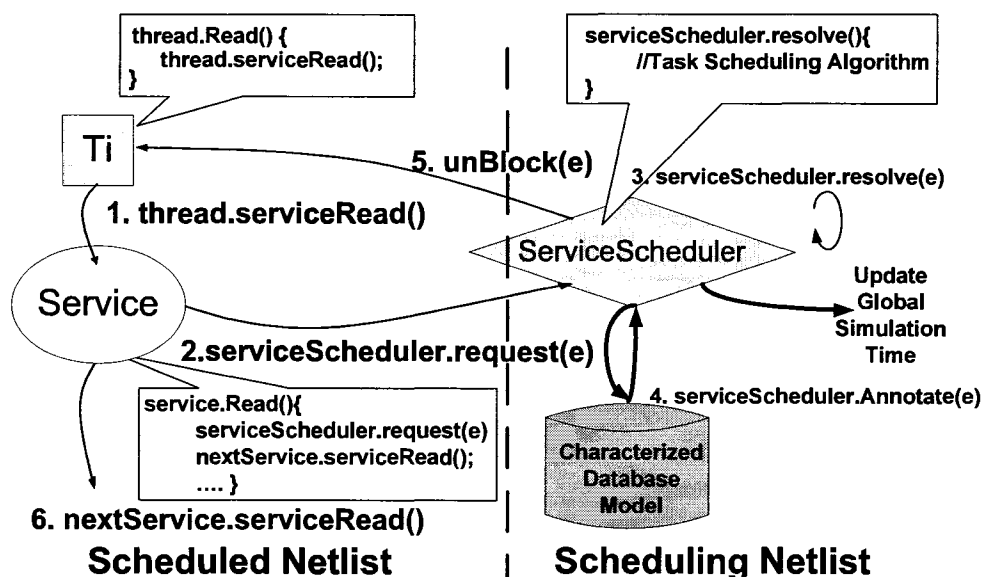 thread.Read() {
thread.serviceRead();
}
serviceScheduler.resolve(){
//Task Scheduling Algorithm
}
Ti
5. unBlock(e)
3. serviceScheduler.resolve(e)
1. thread.serviceRead()
ServiceScheduler
Service
Update
Global
Simulation
Time
2.serviceScheduler.request(e)
4. serviceScheduler.Annotate(e)
service.Read(){
serviceScheduler.request(e)
nextService.serviceRead();
.... }
Characterized
Database
Model
6. nextService.serviceRead()
Scheduled Netlist
Scheduling Netlist